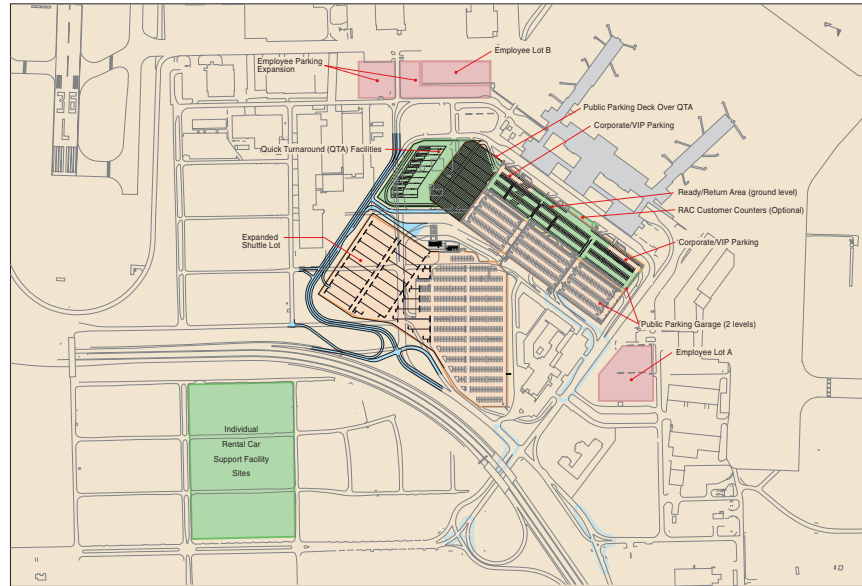 Employee Lot B
Employee Parking
Expansion
Public Parking Deck Over QTA
Corporate/VIP Parking
Quick Turnaround (QTA) Facilities
Ready/Return Area (ground level)
RAC Customer Counters (Optional)
Expanded
Shuttle Lot
Corporate/VIP Parking
Public Parking Garage (2 levels)
Employee Lot A
Individual
Rental Car
Support Facility
Sites